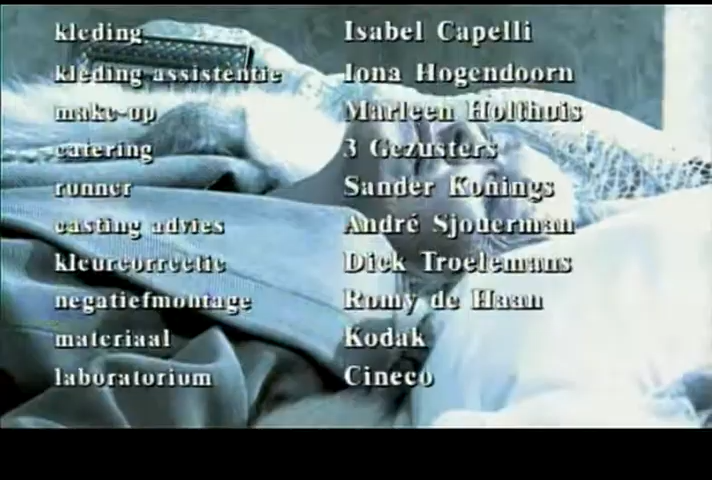 kleding Isabel Capelli
kleding assistentie Iona Hogendoorn
make-up Marleen Holthuis
catering 3 Gezusters
runner Sander Konings
casting advies André Sjouerman
kleurcorrectie Dick Troelemans
negatiefmontage Romy de Haan
materiaal Kodak
laboratorium Cineco